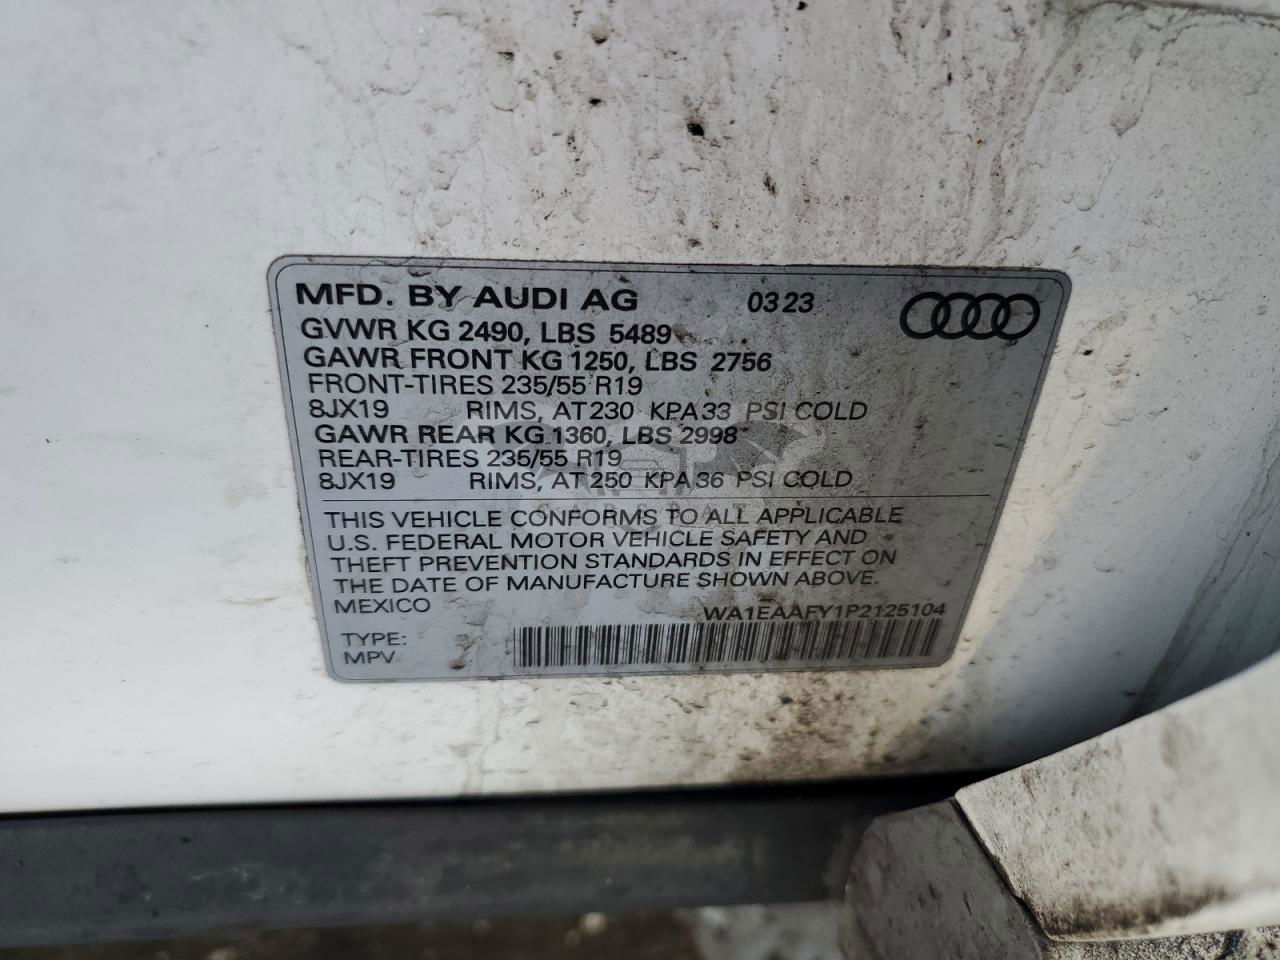 MFD. BY AUDI AG 03 23
GVWR KG 2490, LBS 5489
GAWR FRONT KG 1250, LBS 2756
FRONT-TIRES 235/55 R19
8JX19 RIMS, AT 230 KPA 33 PSI COLD
GAWR REAR KG 1360, LBS 2998
REAR-TIRES 235/55 R19
8JX19 RIMS, AT 250 KPA 36 PSI COLD
THIS VEHICLE CONFORMS TO ALL APPLICABLE
U.S. FEDERAL MOTOR VEHICLE SAFETY AND
THEFT PREVENTION STANDARDS IN EFFECT ON
THE DATE OF MANUFACTURE SHOWN ABOVE.
MEXICO WA1EAAFY1P2125104
TYPE:
MPV